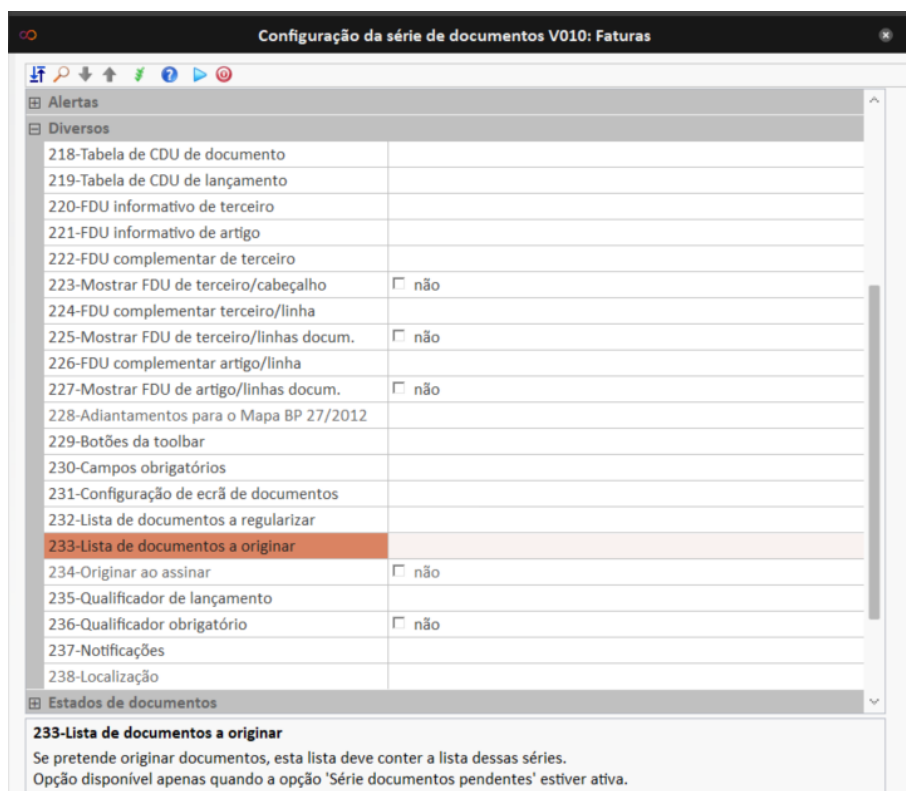 Configuração da série de documentos V010: Faturas
Alertas
Diversos
218-Tabela de CDU de documento
219-Tabela de CDU de lançamento
220-FDU informativo de terceiro
221-FDU informativo de artigo
222-FDU complementar de terceiro
223-Mostrar FDU de terceiro/cabeçalho não
224-FDU complementar terceiro/linha
225-Mostrar FDU de terceiro/linhas docum. não
226-FDU complementar artigo/linha
227-Mostrar FDU de artigo/linhas docum. não
228-Adiantamentos para o Mapa BP 27/2012
229-Botões da toolbar
230-Campos obrigatórios
231-Configuração de ecrã de documentos
232-Lista de documentos a regularizar
233-Lista de documentos a originar
234-Originar ao assinar não
235-Qualificador de lançamento
236-Qualificador obrigatório não
237-Notificações
238-Localização
Estados de documentos
233-Lista de documentos a originar
Se pretende originar documentos, esta lista deve conter a lista dessas séries.
Opção disponível apenas quando a opção 'Série documentos pendentes' estiver ativa.